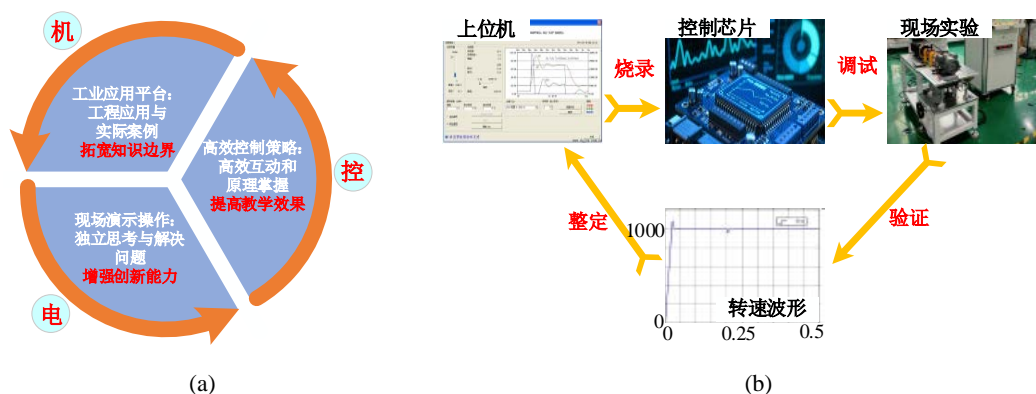 机
工业应用平台：
工程应用与
实际案例
拓宽知识边界
高效控制策略：
高效互动和
原理掌握
提高教学效果
控
现场演示操作：
独立思考与解决
问题
增强创新能力
电
(a)
上位机
烧录
控制芯片
调试
现场实验
整定
验证
1000
转速波形
0
0
0.25
0.5
(b)